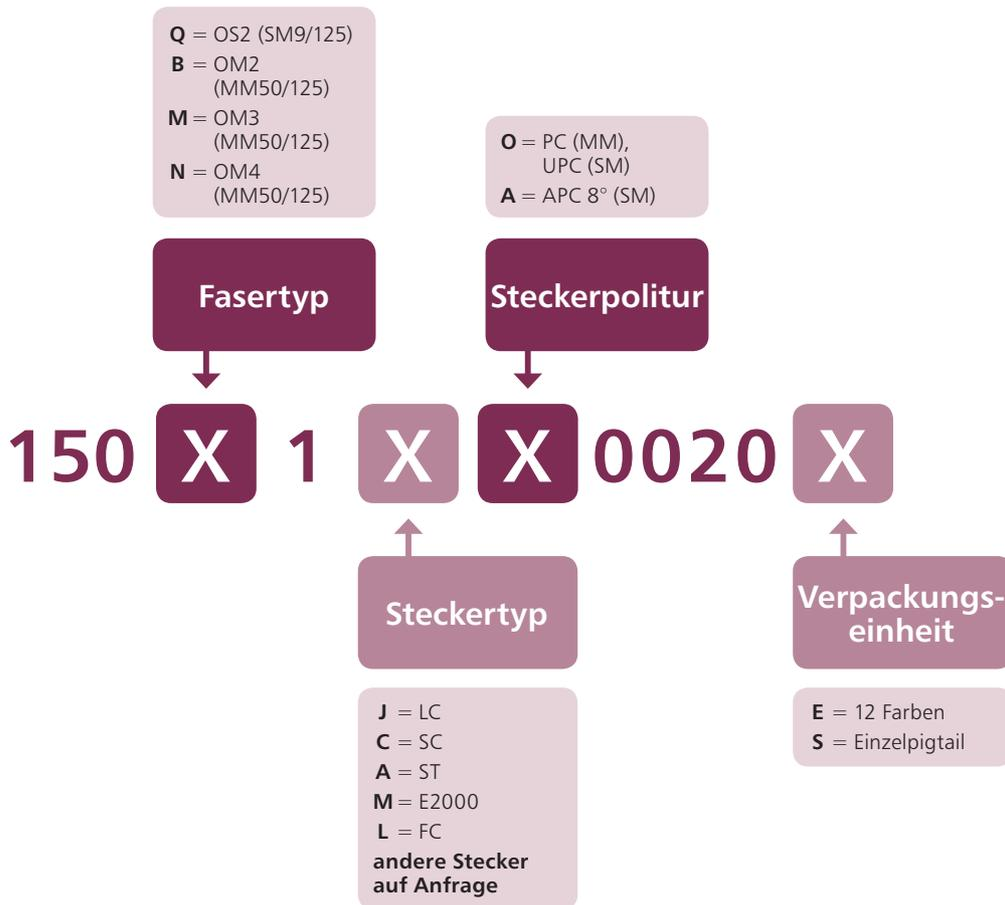 Q = OS2 (SM9/125)
B = OM2
(MM50/125)
M = OM3
(MM50/125)
N = OM4
(MM50/125)
O = PC (MM),
UPC (SM)
A = APC 8° (SM)
Fasertyp
Steckerpolitur
150 X 1 X X 0020 X
Steckertyp
Verpackungs-
einheit
J = LC
C = SC
A = ST
M = E2000
L = FC
andere Stecker
auf Anfrage
E = 12 Farben
S = Einzelpigtail